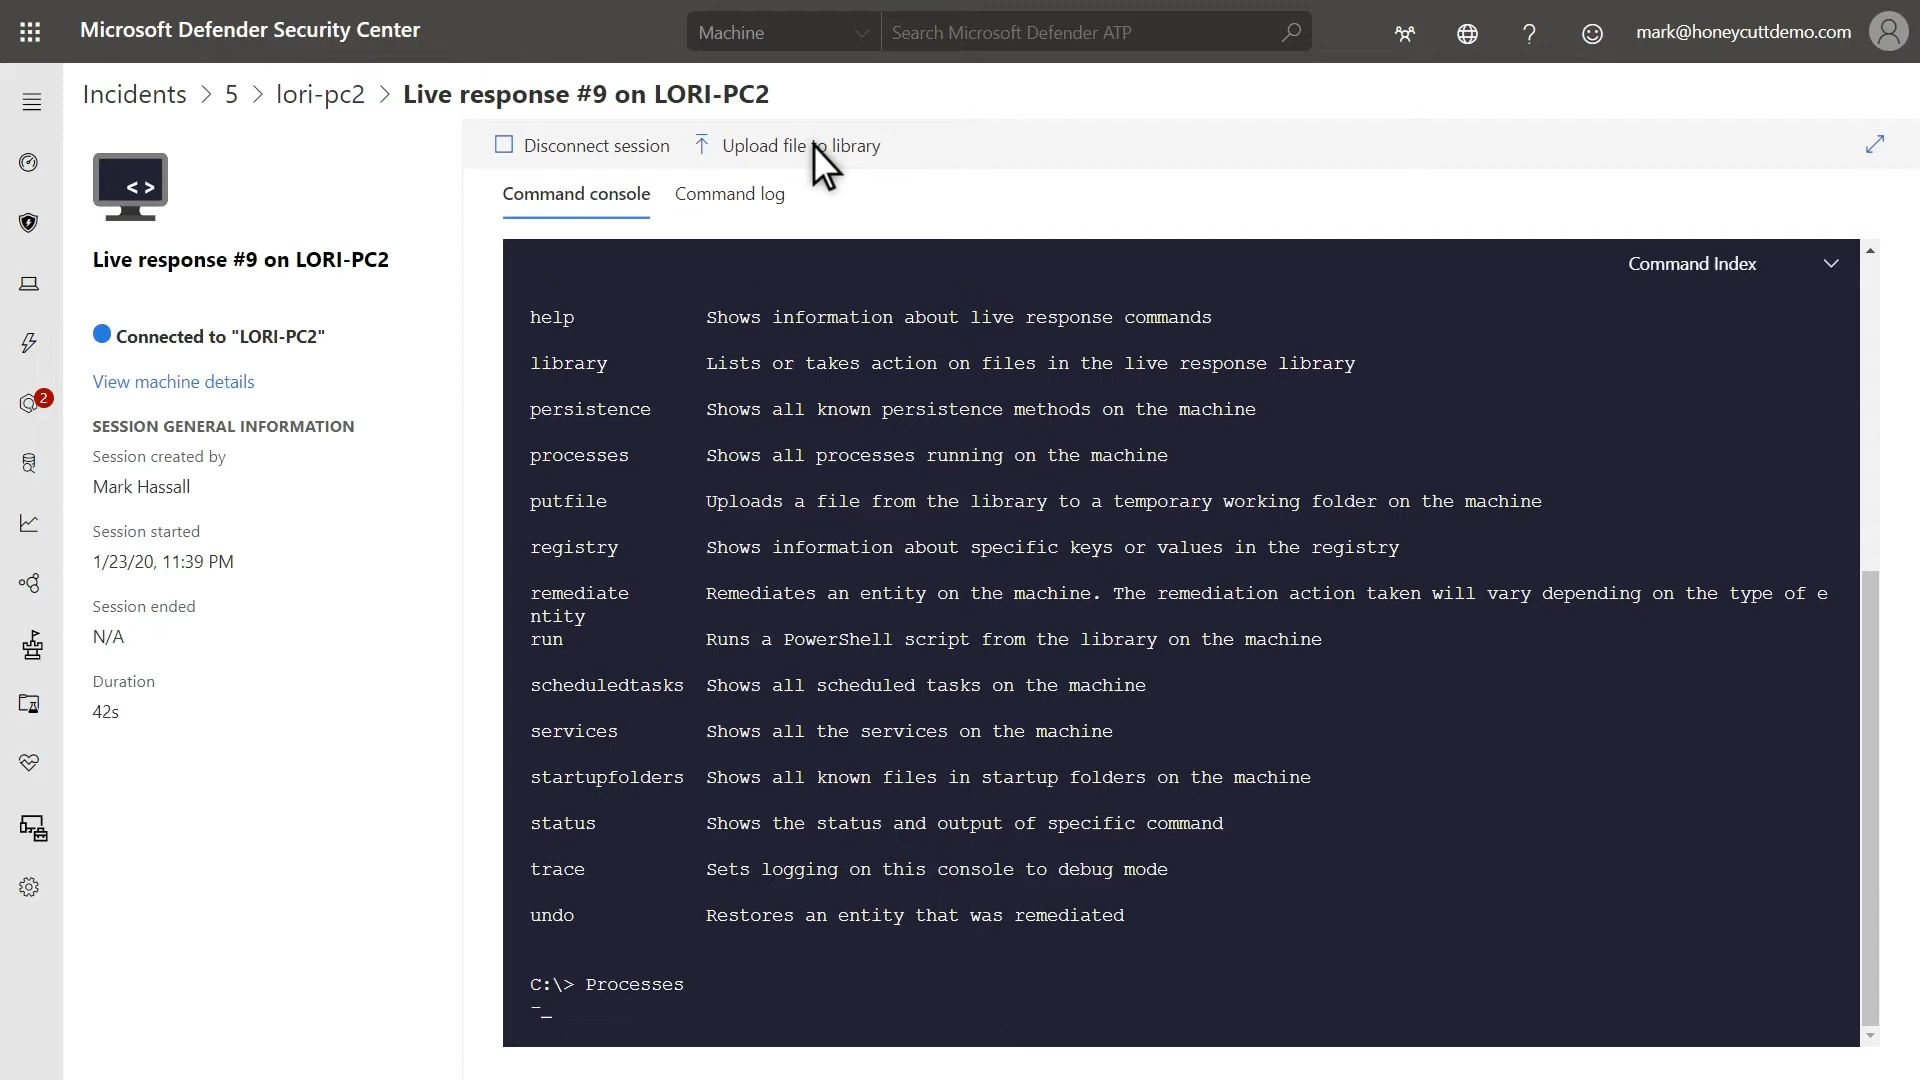 Microsoft Defender Security Center
Machine
Search Microsoft Defender ATP
mark@honeycuttdemo.com
Incidents > 5 > lori-pc2 > Live response #9 on LORI-PC2
Disconnect session
Upload file to library
Command console
Command log
Live response #9 on LORI-PC2
Connected to "LORI-PC2"
View machine details
SESSION GENERAL INFORMATION
Session created by
Mark Hassall
Session started
1/23/20, 11:39 PM
Session ended
N/A
Duration
42s
2
Command Index
help Shows information about live response commands
library Lists or takes action on files in the live response library
persistence Shows all known persistence methods on the machine
processes Shows all processes running on the machine
putfile Uploads a file from the library to a temporary working folder on the machine
registry Shows information about specific keys or values in the registry
remediate Remediates an entity on the machine. The remediation action taken will vary depending on the type of e
ntity
run Runs a PowerShell script from the library on the machine
scheduledtasks Shows all scheduled tasks on the machine
services Shows all the services on the machine
startupfolders Shows all known files in startup folders on the machine
status Shows the status and output of specific command
trace Sets logging on this console to debug mode
undo Restores an entity that was remediated
C:\> Processes
-_